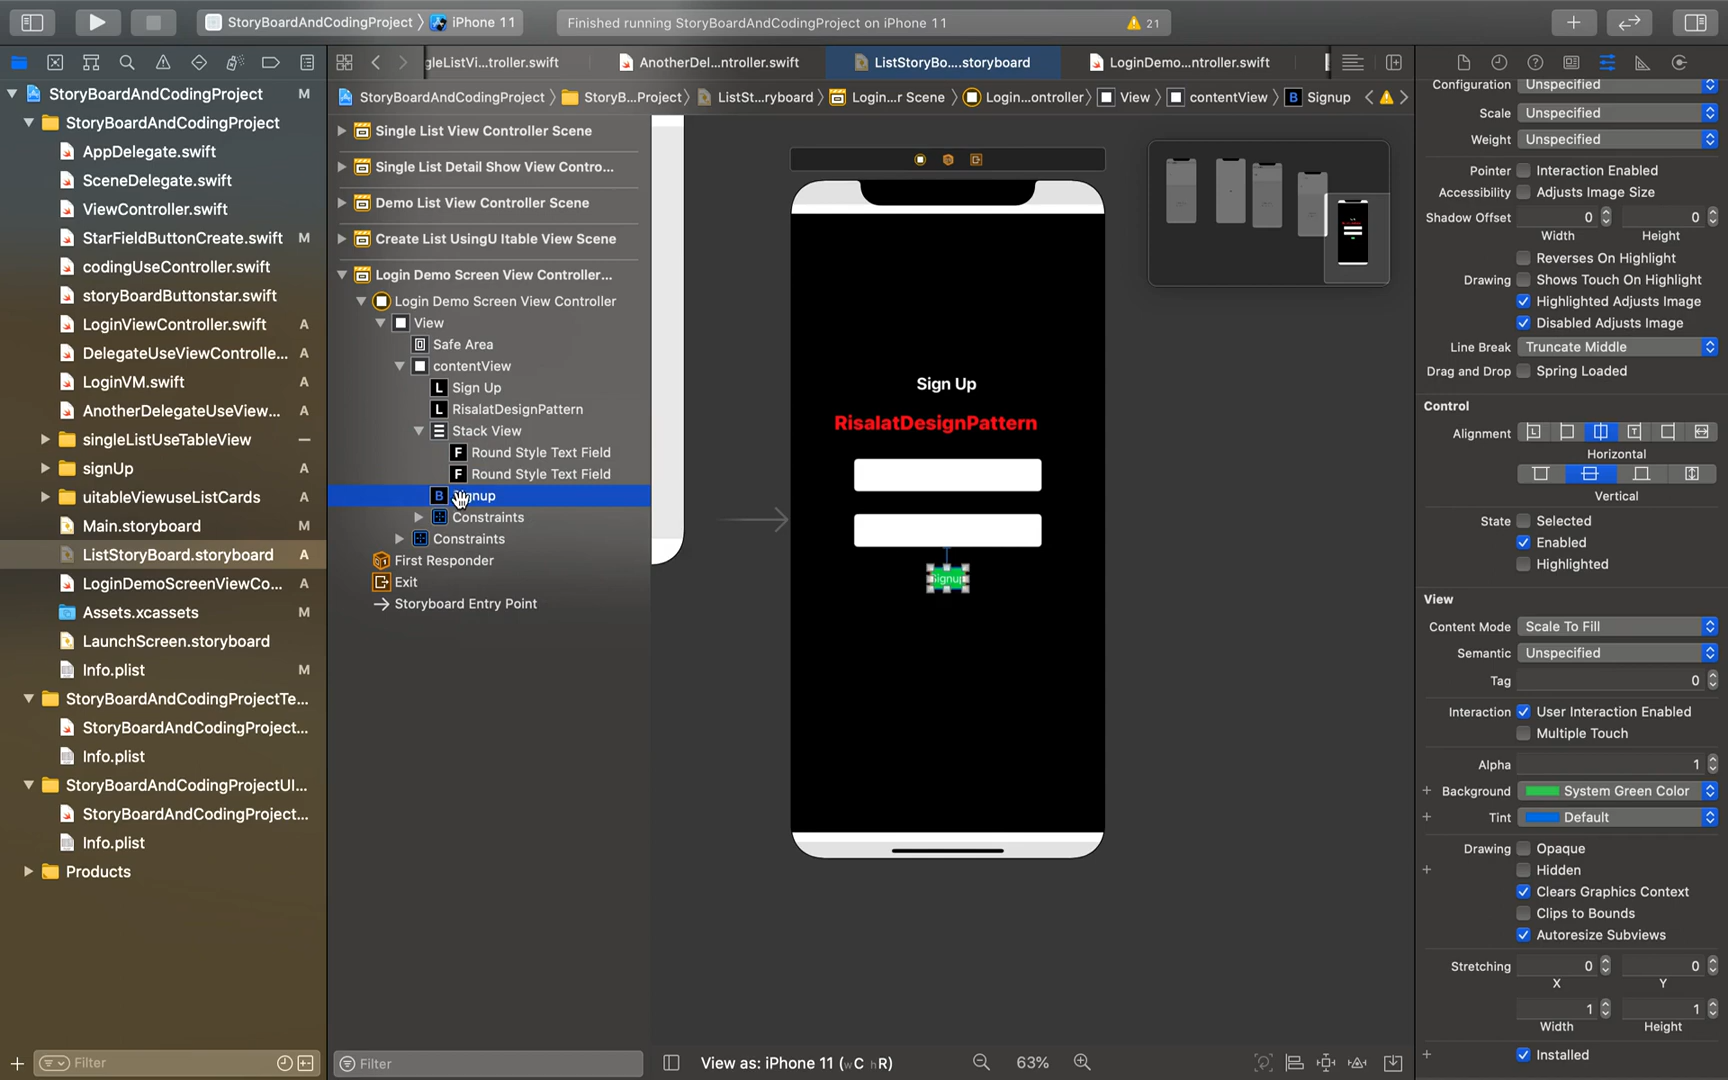 StoryBoardAndCodingProject 〉 iPhone 11
Finished running StoryBoardAndCodingProject on iPhone 11
21
gleListVi...troller.swift
AnotherDel...ntroller.swift
ListStoryBo....storyboard
LoginDemo...ntroller.swift
StoryBoardAndCodingProject 〉 StoryB...Project 〉 ListSt...ryboard 〉 Login...r Scene 〉 Login...ontroller 〉 View 〉 contentView 〉 B Signup
StoryBoardAndCodingProject M
StoryBoardAndCodingProject
AppDelegate.swift
SceneDelegate.swift
ViewController.swift
StarFieldButtonCreate.swift M
codingUseController.swift
storyBoardButtonstar.swift
LoginViewController.swift A
DelegateUseViewControlle... A
LoginVM.swift A
AnotherDelegateUseView... A
singleListUseTableView
signUp A
uitableViewuseListCards A
Main.storyboard M
ListStoryBoard.storyboard A
LoginDemoScreenViewCo... A
Assets.xcassets M
LaunchScreen.storyboard
Info.plist M
StoryBoardAndCodingProjectTe...
StoryBoardAndCodingProject...
Info.plist
StoryBoardAndCodingProjectUI...
StoryBoardAndCodingProject...
Info.plist
Products
Filter
Single List View Controller Scene
Single List Detail Show View Contro...
Demo List View Controller Scene
Create List UsingU Itable View Scene
Login Demo Screen View Controller...
Login Demo Screen View Controller
View
Safe Area
contentView
L Sign Up
L RisalatDesignPattern
Stack View
F Round Style Text Field
F Round Style Text Field
B Signup
Constraints
Constraints
First Responder
Exit
Storyboard Entry Point
Filter
Sign Up
RisalatDesignPattern
Signup
View as: iPhone 11 (wC hR)
63%
Configuration Unspecified
Scale Unspecified
Weight Unspecified
Pointer Interaction Enabled
Accessibility Adjusts Image Size
Shadow Offset 0 0
Width Height
Reverses On Highlight
Drawing Shows Touch On Highlight
Highlighted Adjusts Image
Disabled Adjusts Image
Line Break Truncate Middle
Drag and Drop Spring Loaded
Control
Alignment
Horizontal
Vertical
State Selected
Enabled
Highlighted
View
Content Mode Scale To Fill
Semantic Unspecified
Tag 0
Interaction User Interaction Enabled
Multiple Touch
Alpha 1
Background System Green Color
Tint Default
Drawing Opaque
Hidden
Clears Graphics Context
Clips to Bounds
Autoresize Subviews
Stretching 0 0
X Y
1 1
Width Height
Installed